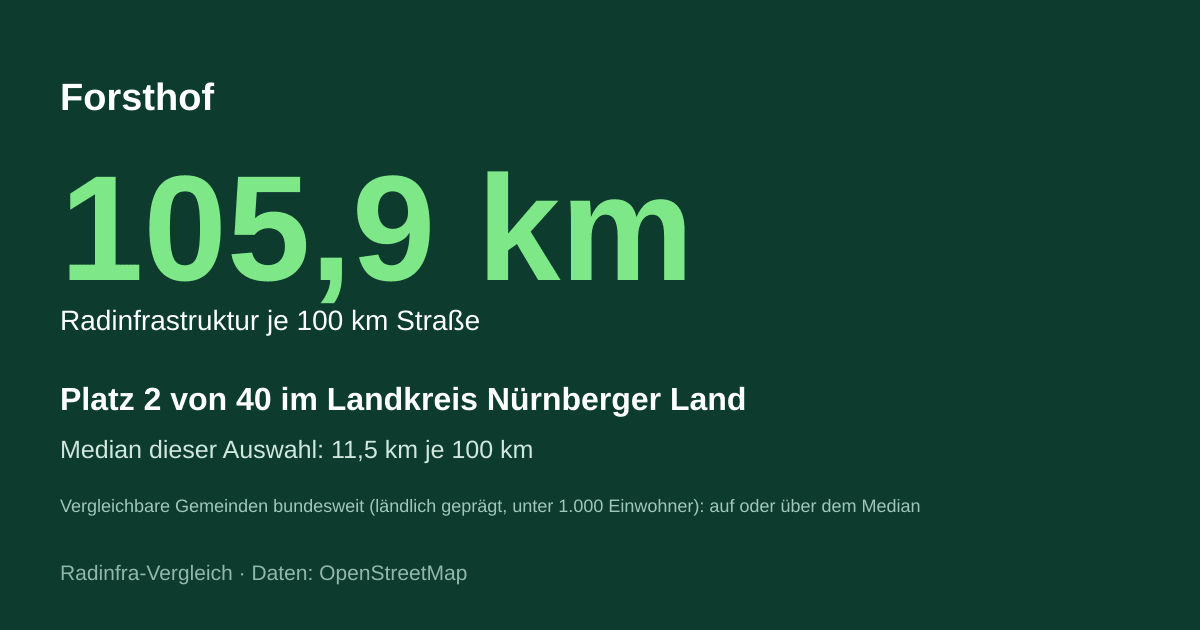 Forsthof
105,9 km
Radinfrastruktur je 100 km Straße
Platz 2 von 40 im Landkreis Nürnberger Land
Median dieser Auswahl: 11,5 km je 100 km
Vergleichbare Gemeinden bundesweit (ländlich geprägt, unter 1.000 Einwohner): auf oder über dem Median
Radinfra-Vergleich · Daten: OpenStreetMap